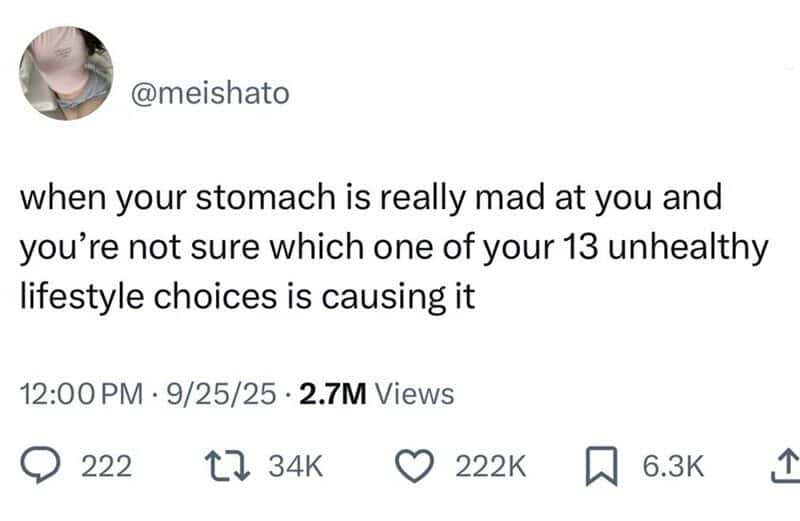 @meishato
when your stomach is really mad at you and
you’re not sure which one of your 13 unhealthy
lifestyle choices is causing it
12:00 PM · 9/25/25 · 2.7M Views
222 34K 222K 6.3K